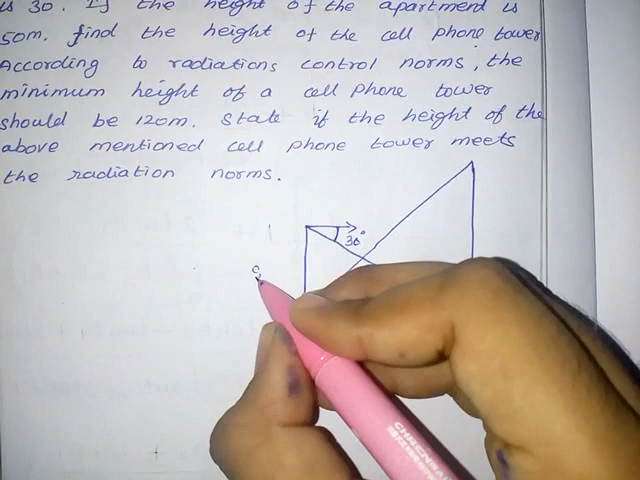 is 30. If the height of the apartment is
50m. find the height of the cell phone tower
According to radiations control norms, the
minimum height of a cell phone tower
should be 120m. State if the height of the
above mentioned cell phone tower meets
the radiation norms.
30°